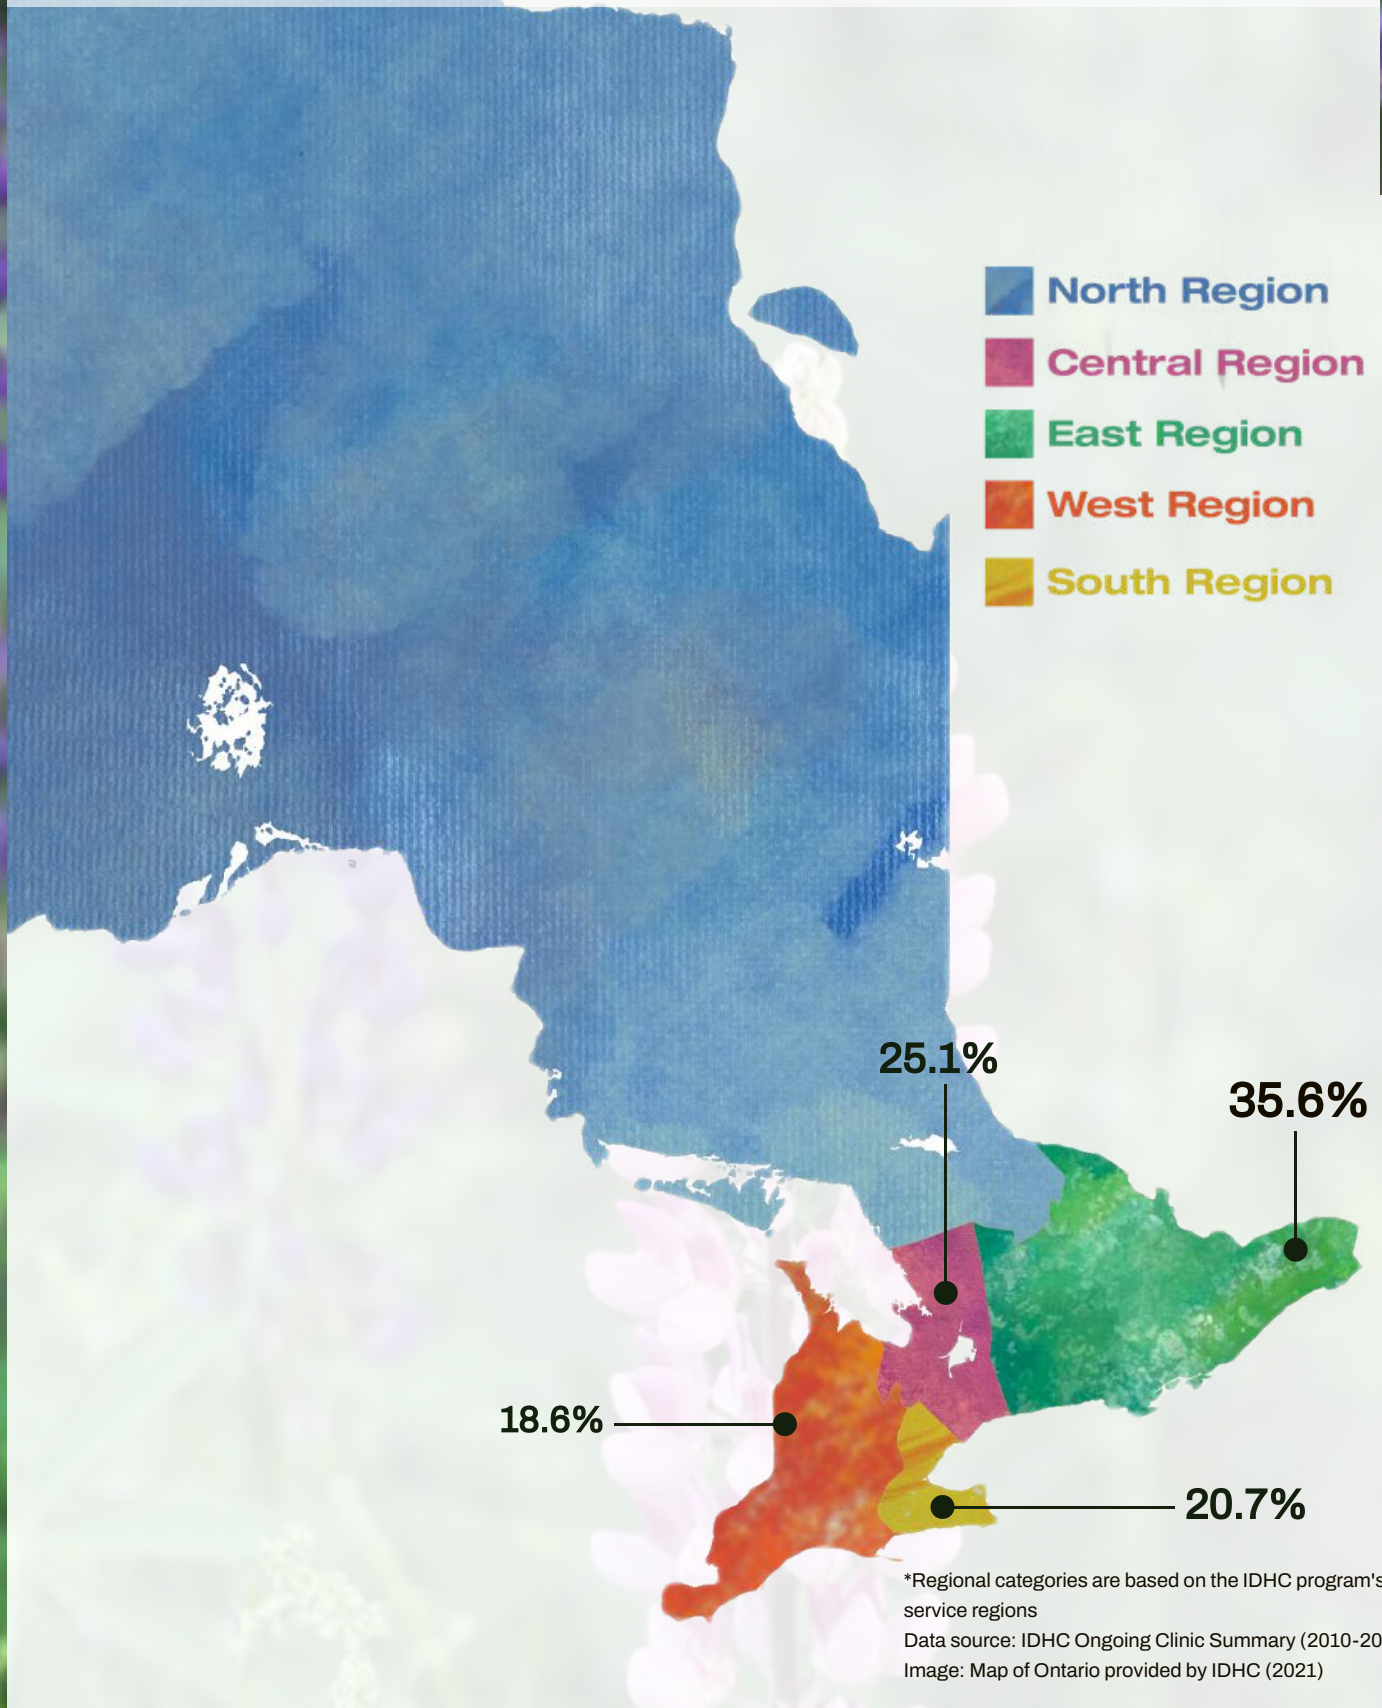 North Region
Central Region
East Region
West Region
South Region
25.1%
35.6%
18.6%
20.7%
*Regional categories are based on the IDHC program's
service regions
Data source: IDHC Ongoing Clinic Summary (2010-20
Image: Map of Ontario provided by IDHC (2021)